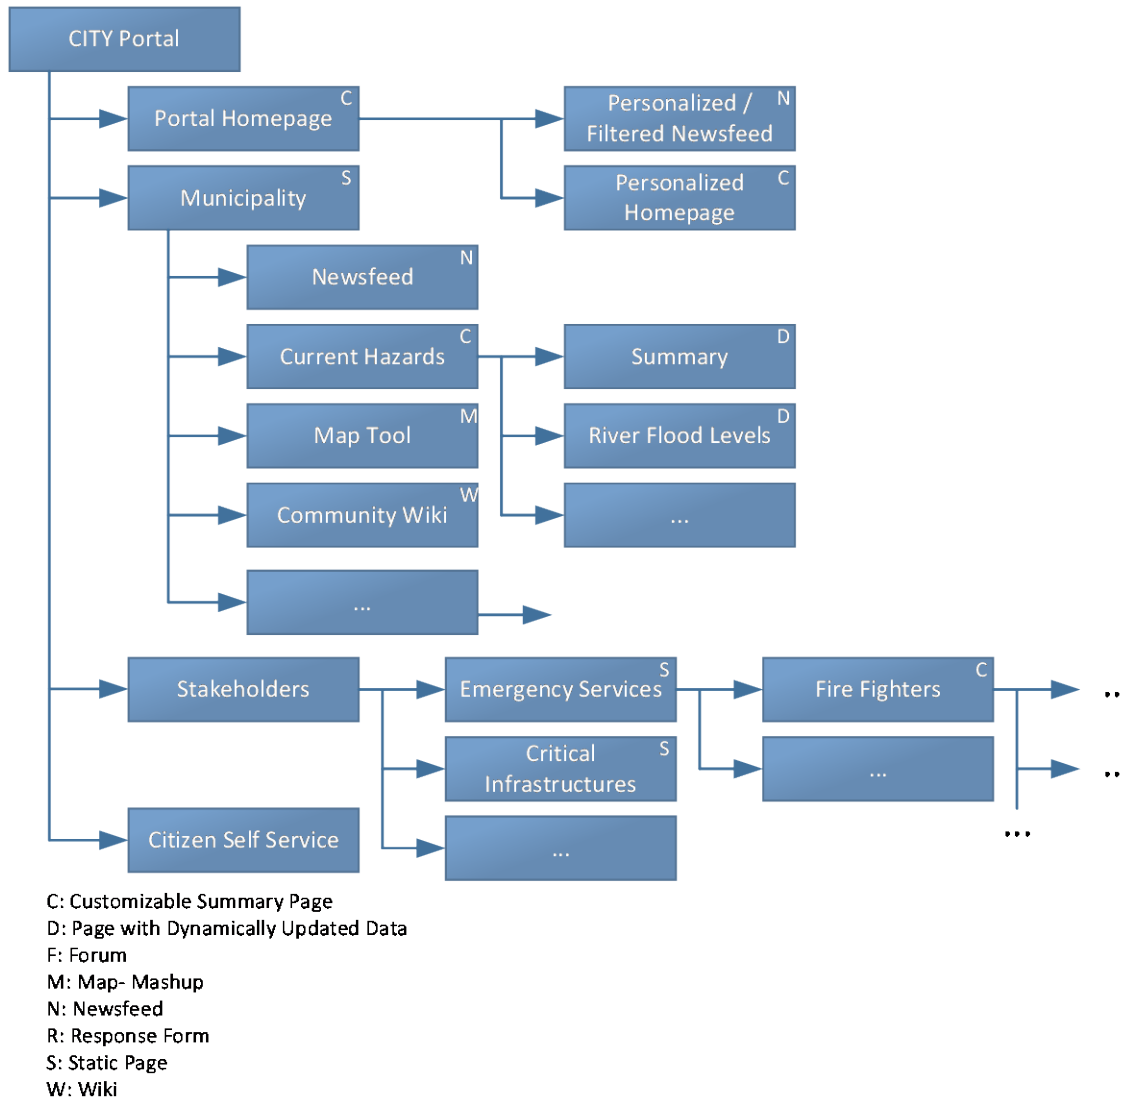 CITY Portal
Portal Homepage
C
Personalized /
Filtered Newsfeed
N
Municipality
S
Personalized
Homepage
C
Newsfeed
N
Current Hazards
C
Summary
D
Map Tool
M
River Flood Levels
D
Community Wiki
W
...
...
Stakeholders
Emergency Services
S
Fire Fighters
C
..
Critical
Infrastructures
S
...
..
Citizen Self Service
...
...
C: Customizable Summary Page
D: Page with Dynamically Updated Data
F: Forum
M: Map- Mashup
N: Newsfeed
R: Response Form
S: Static Page
W: Wiki